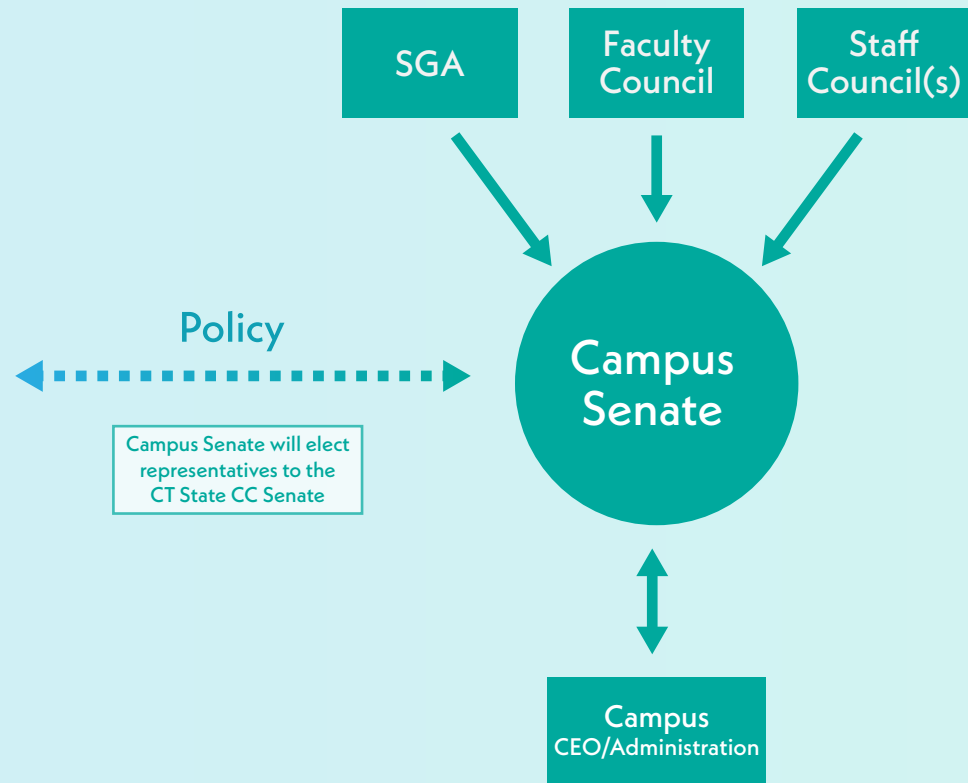 SGA
Faculty
Council
Staff
Council(s)
Policy
Campus Senate will elect
representatives to the
CT State CC Senate
Campus
Senate
Campus
CEO/Administration